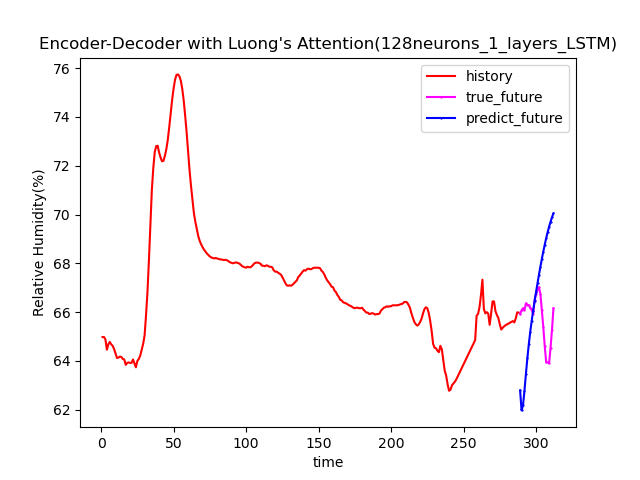 Encoder-Decoder with Luong's Attention(128neurons_1_layers_LSTM)
history
true_future
predict_future
Relative Humidity(%)
76
74
72
70
68
66
64
62
0 50 100 150 200 250 300
time